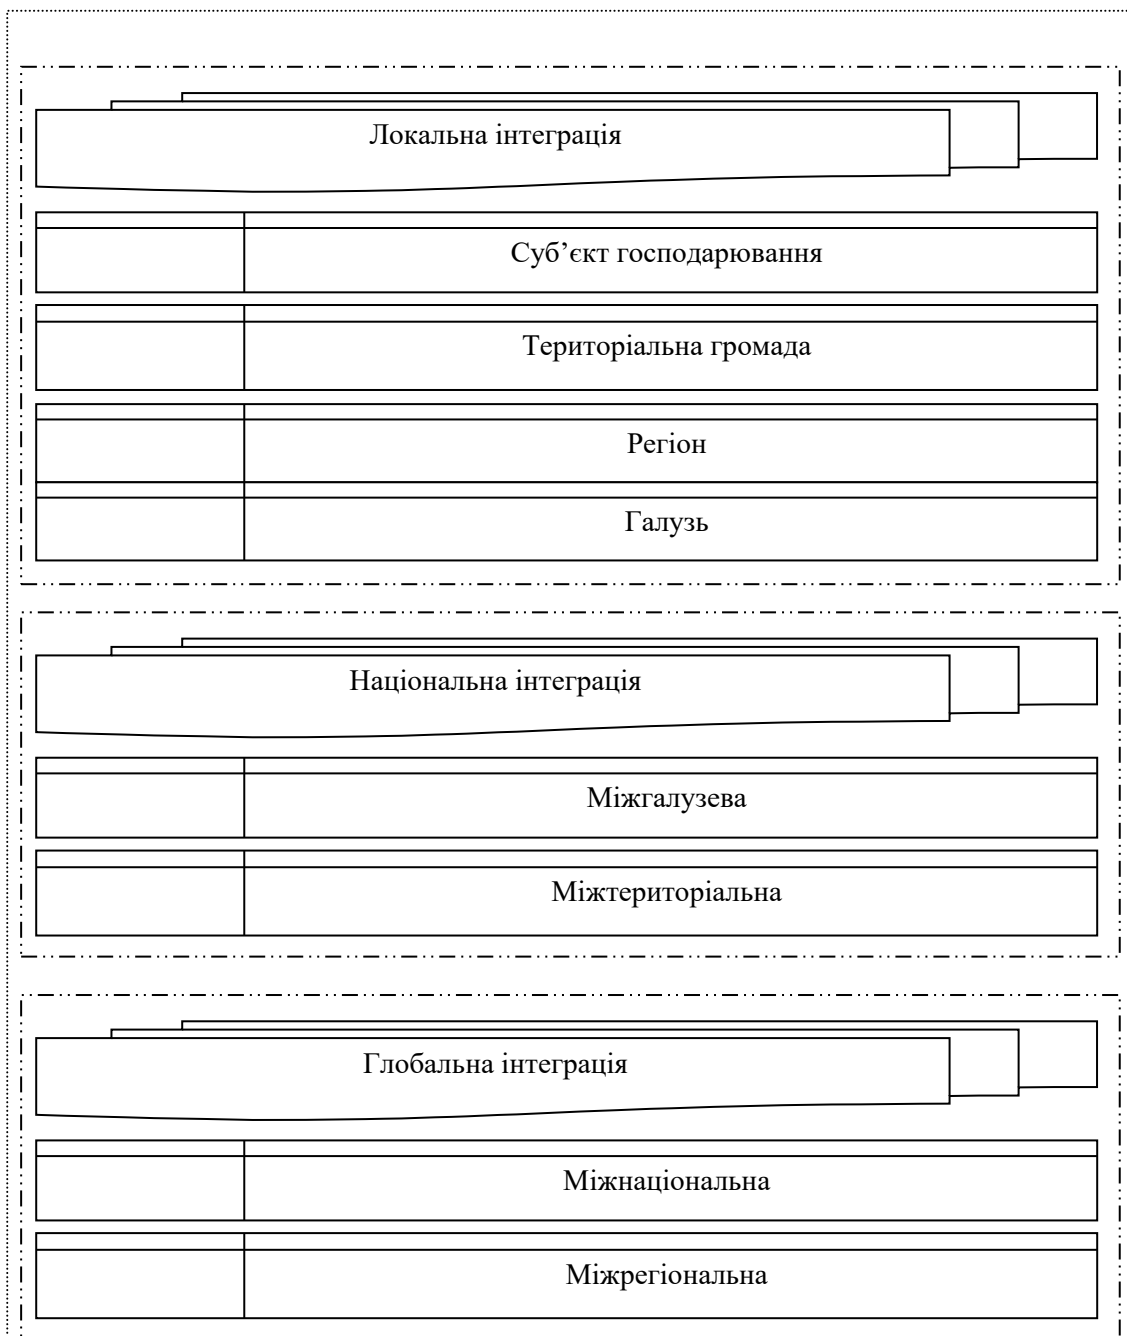 Локальна інтеграція
Суб’єкт господарювання
Територіальна громада
Регіон
Галузь
Національна інтеграція
Міжгалузева
Міжтериторіальна
Глобальна інтеграція
Міжнаціональна
Міжрегіональна